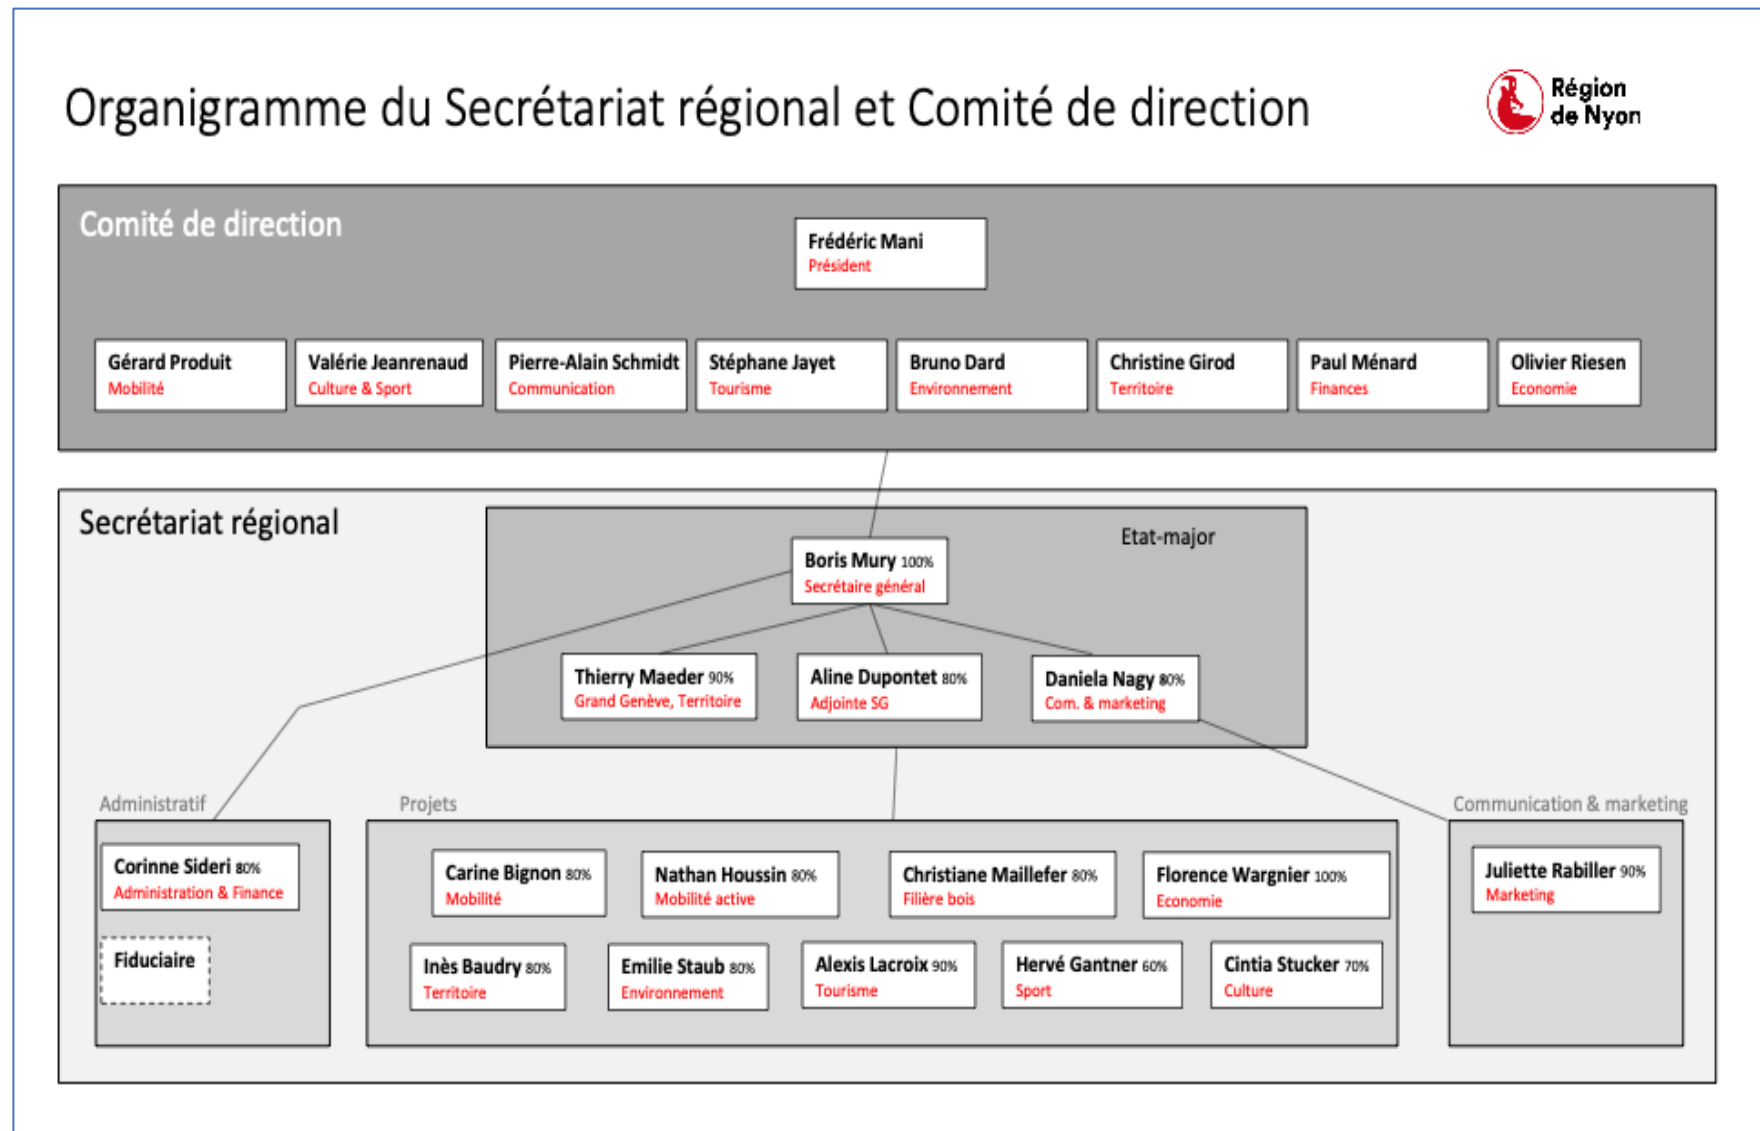 Organigramme du Secrétariat régional et Comité de direction
Région
de Nyon
Comité de direction
Frédéric Mani
Président
Gérard Produit
Mobilité
Valérie Jeanrenaud
Culture & Sport
Pierre-Alain Schmidt
Communication
Stéphane Jayet
Tourisme
Bruno Dard
Environnement
Christine Girod
Territoire
Paul Ménard
Finances
Olivier Riesen
Economie
Secrétariat régional
Etat-major
Boris Mury 100%
Secrétaire général
Thierry Maeder 90%
Grand Genève, Territoire
Aline Dupontet 80%
Adjointe SG
Daniela Nagy 80%
Com. & marketing
Administratif
Corinne Sideri 80%
Administration & Finance
Fiduciaire
Projets
Carine Bignon 80%
Mobilité
Nathan Houssin 80%
Mobilité active
Christiane Maillefer 80%
Filière bois
Florence Wargnier 100%
Economie
Inès Baudry 80%
Territoire
Emilie Staub 80%
Environnement
Alexis Lacroix 90%
Tourisme
Hervé Gantner 60%
Sport
Cintia Stucker 70%
Culture
Communication & marketing
Juliette Rabiller 90%
Marketing